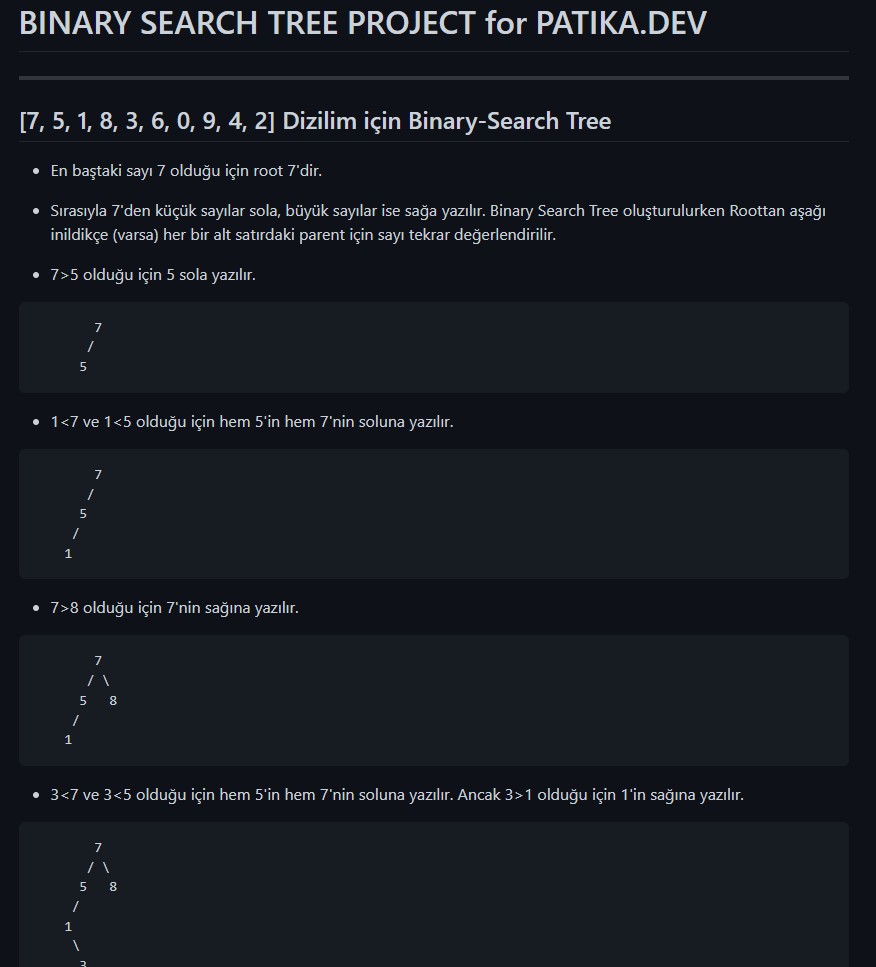 BINARY SEARCH TREE PROJECT for PATIKA.DEV
[7, 5, 1, 8, 3, 6, 0, 9, 4, 2] Dizilim için Binary-Search Tree
• En baştaki sayı 7 olduğu için root 7'dir.
• Sırasıyla 7'den küçük sayılar sola, büyük sayılar ise sağa yazılır. Binary Search Tree oluşturulurken Roottan aşağı
inildikçe (varsa) her bir alt satırdaki parent için sayı tekrar değerlendirilir.
• 7>5 olduğu için 5 sola yazılır.
7
/
5
• 1<7 ve 1<5 olduğu için hem 5'in hem 7'nin soluna yazılır.
7
/
5
/
1
• 7>8 olduğu için 7'nin sağına yazılır.
7
/ \
5   8
/
1
• 3<7 ve 3<5 olduğu için hem 5'in hem 7'nin soluna yazılır. Ancak 3>1 olduğu için 1'in sağına yazılır.
7
/ \
5   8
/
1
\
3